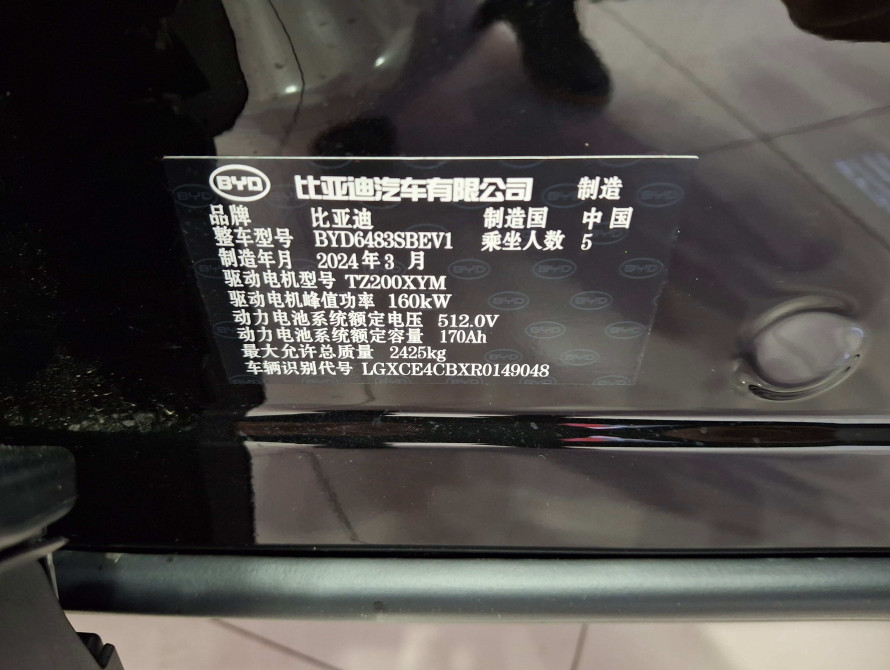 BYD 比亚迪汽车有限公司 制造
品牌 比亚迪 制造国 中国
整车型号 BYD6483SBEV1 乘坐人数 5
制造年月 2024年3月
驱动电机型号 TZ200XYM
驱动电机峰值功率 160kW
动力电池系统额定电压 512.0V
动力电池系统额定容量 170Ah
最大允许总质量 2425kg
车辆识别代号 LGXCE4CBXR0149048